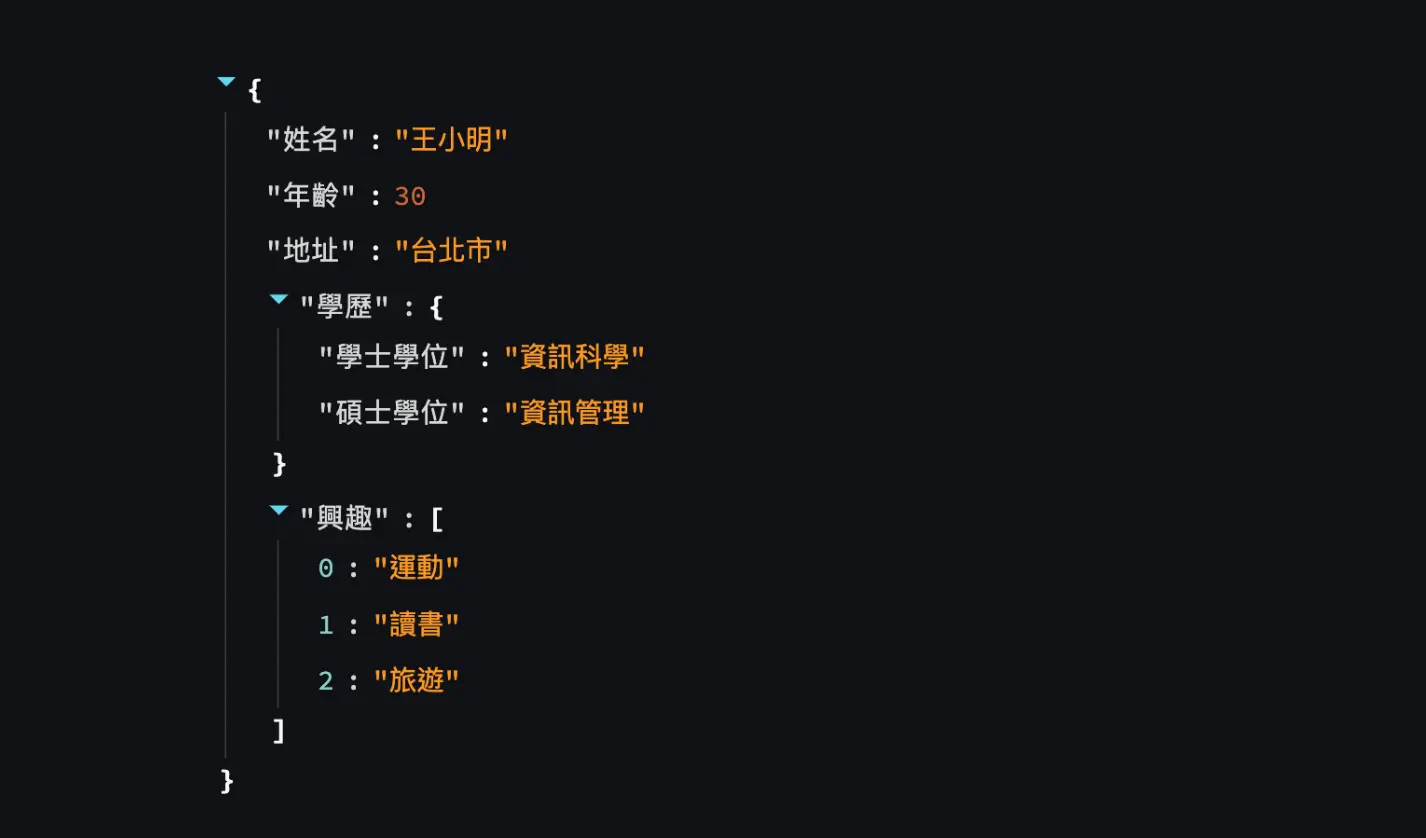 {
"姓名" : "王小明"
"年齡" : 30
"地址" : "台北市"
"學歷" : {
"學士學位" : "資訊科學"
"碩士學位" : "資訊管理"
}
"興趣" : [
0 : "運動"
1 : "讀書"
2 : "旅遊"
]
}